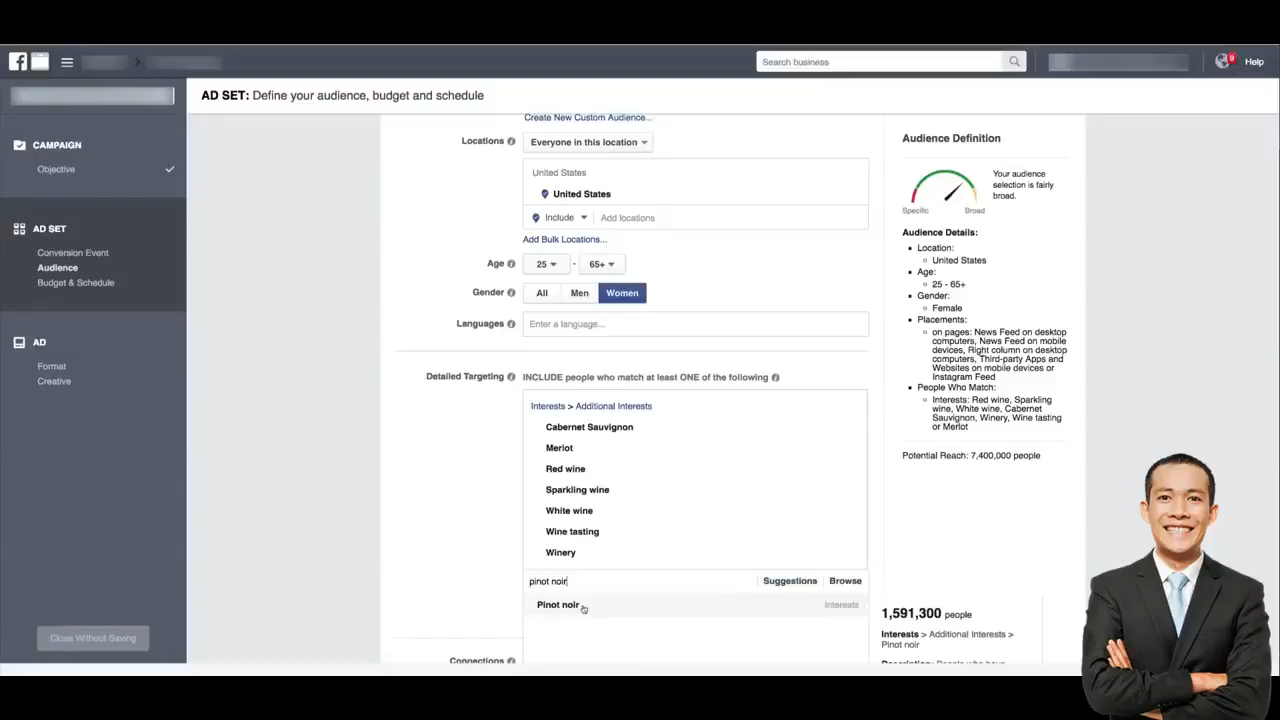 f
Search business
9
Help
AD SET: Define your audience, budget and schedule
CAMPAIGN
Objective
AD SET
Conversion Event
Audience
Budget & Schedule
AD
Format
Creative
Close Without Saving
Create New Custom Audience...
Locations
Everyone in this location
United States
United States
Include
Add locations
Add Bulk Locations...
Age
25
-
65+
Gender
All
Men
Women
Languages
Enter a language...
Detailed Targeting
INCLUDE people who match at least ONE of the following
Interests > Additional Interests
Cabernet Sauvignon
Merlot
Red wine
Sparkling wine
White wine
Wine tasting
Winery
pinot noir
Suggestions
Browse
Pinot noir
Interests
Connections
Audience Definition
Specific
Broad
Your audience
selection is fairly
broad.
Audience Details:
Location:
United States
Age:
25 - 65+
Gender:
Female
Placements:
on pages: News Feed on desktop
computers, News Feed on mobile
devices, Right column on desktop
computers, Third-party Apps and
Websites on mobile devices or
Instagram Feed
People Who Match:
Interests: Red wine, Sparkling
wine, White wine, Cabernet
Sauvignon, Winery, Wine tasting
or Merlot
Potential Reach: 7,400,000 people
1,591,300 people
Interests > Additional Interests >
Pinot noir
Description: People who have